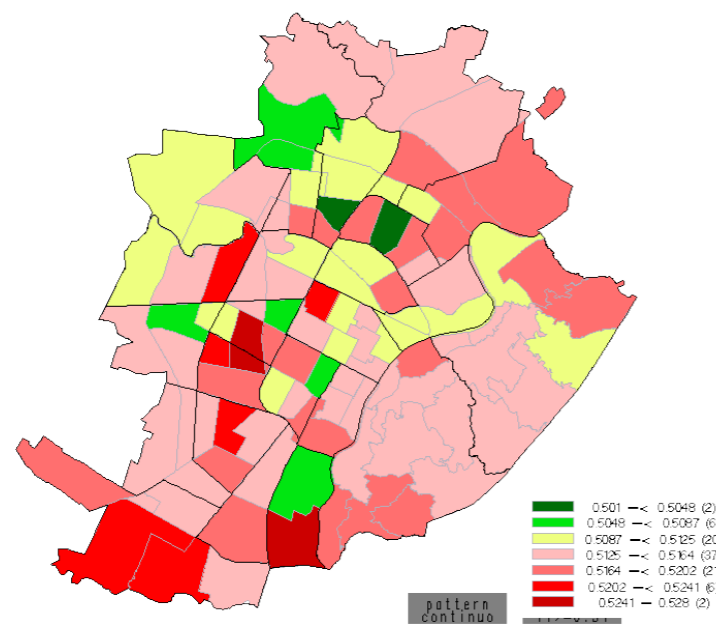 0.501 –< 0.5048 (2)
0.5048 –< 0.5087 (6
0.5087 –< 0.5125 (20
0.5125 –< 0.5164 (37
0.5164 –< 0.5202 (21
0.5202 –< 0.5241 (6)
0.5241 – 0.528 (2)
pattern
continuo